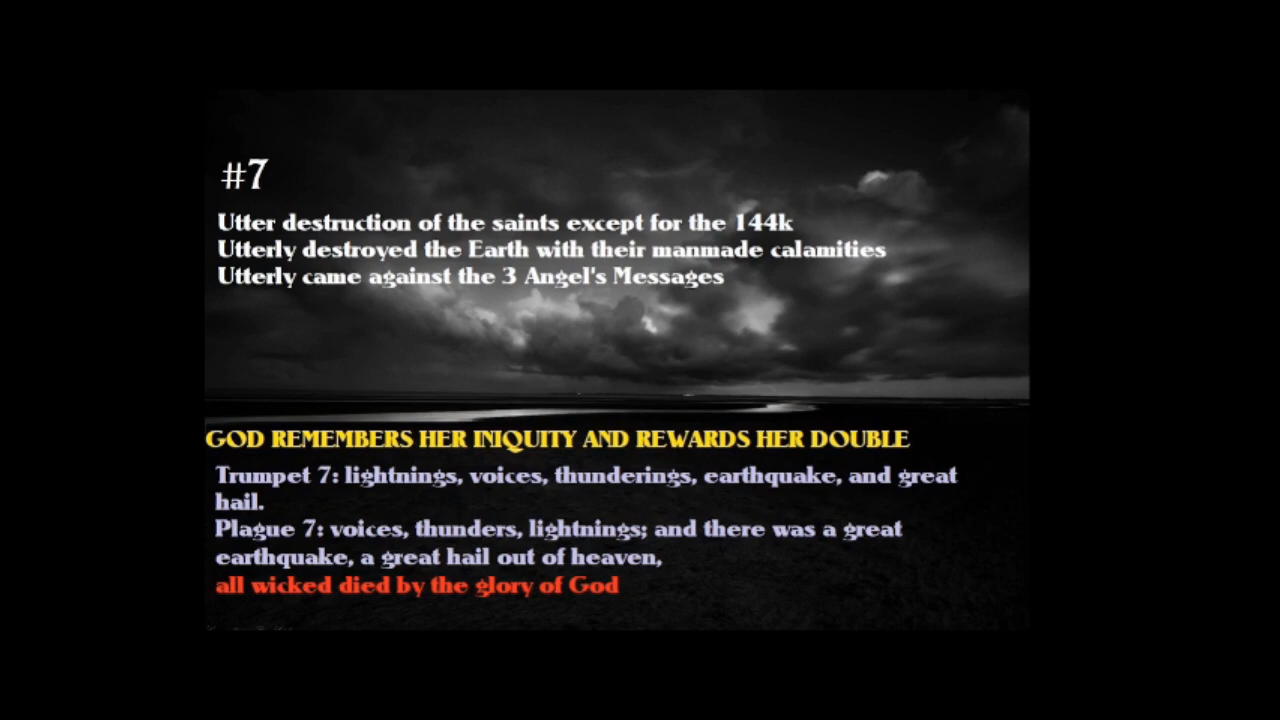 #7
Utter destruction of the saints except for the 144k
Utterly destroyed the Earth with their manmade calamities
Utterly came against the 3 Angel's Messages
GOD REMEMBERS HER INIQUITY AND REWARDS HER DOUBLE
Trumpet 7: lightnings, voices, thunderings, earthquake, and great
hail.
Plague 7: voices, thunders, lightnings; and there was a great
earthquake, a great hail out of heaven,
all wicked died by the glory of God